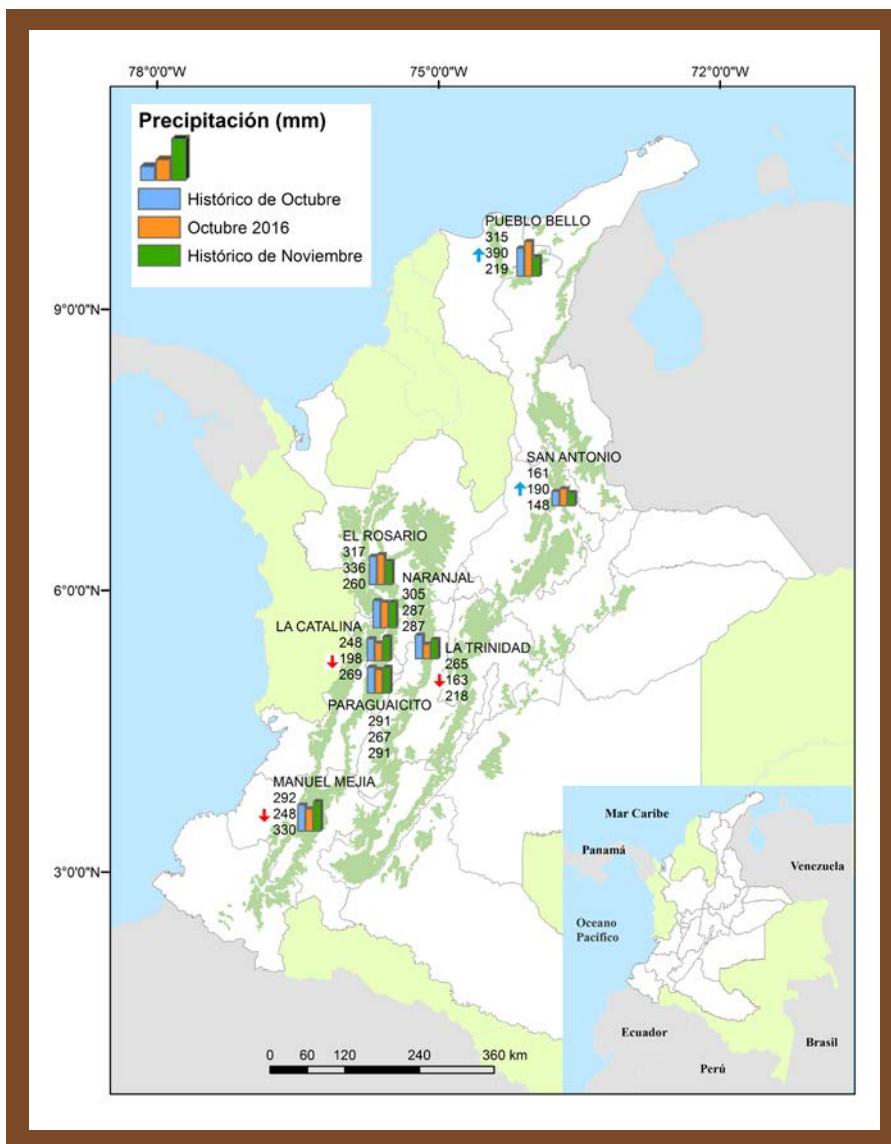 78°0'0"W
75°0'0"W
72°0'0"W
Precipitación (mm)
Histórico de Octubre
Octubre 2016
Histórico de Noviembre
PUEBLO BELLO
315
390
219
9°0'0"N
SAN ANTONIO
161
190
148
EL ROSARIO
317
336
260
6°0'0"N
NARANJAL
305
287
287
LA CATALINA
248
198
269
LA TRINIDAD
265
163
218
PARAGUAICITO
291
267
291
MANUEL MEJIA
292
248
330
3°0'0"N
Mar Caribe
Panamá
Venezuela
Oceano
Pacífico
Ecuador
Brasil
Perú
0 60 120 240 360 km